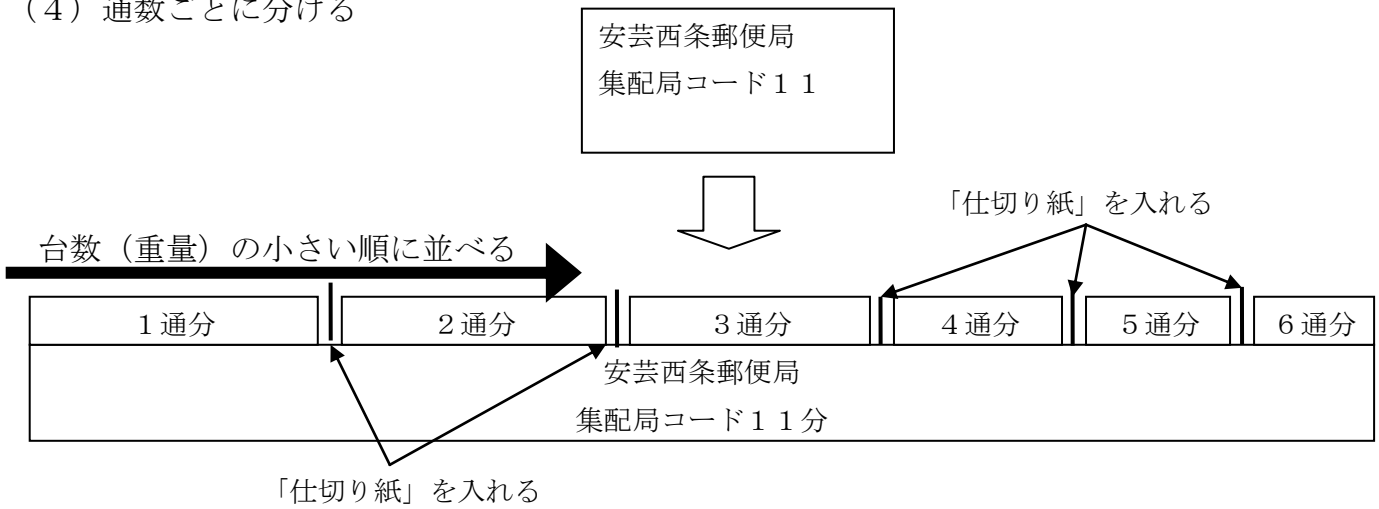 （４）通数ごとに分ける
安芸西条郵便局
集配局コード１１
「仕切り紙」を入れる
台数（重量）の小さい順に並べる
１通分
２通分
３通分
４通分
５通分
６通分
安芸西条郵便局
集配局コード１１分
「仕切り紙」を入れる